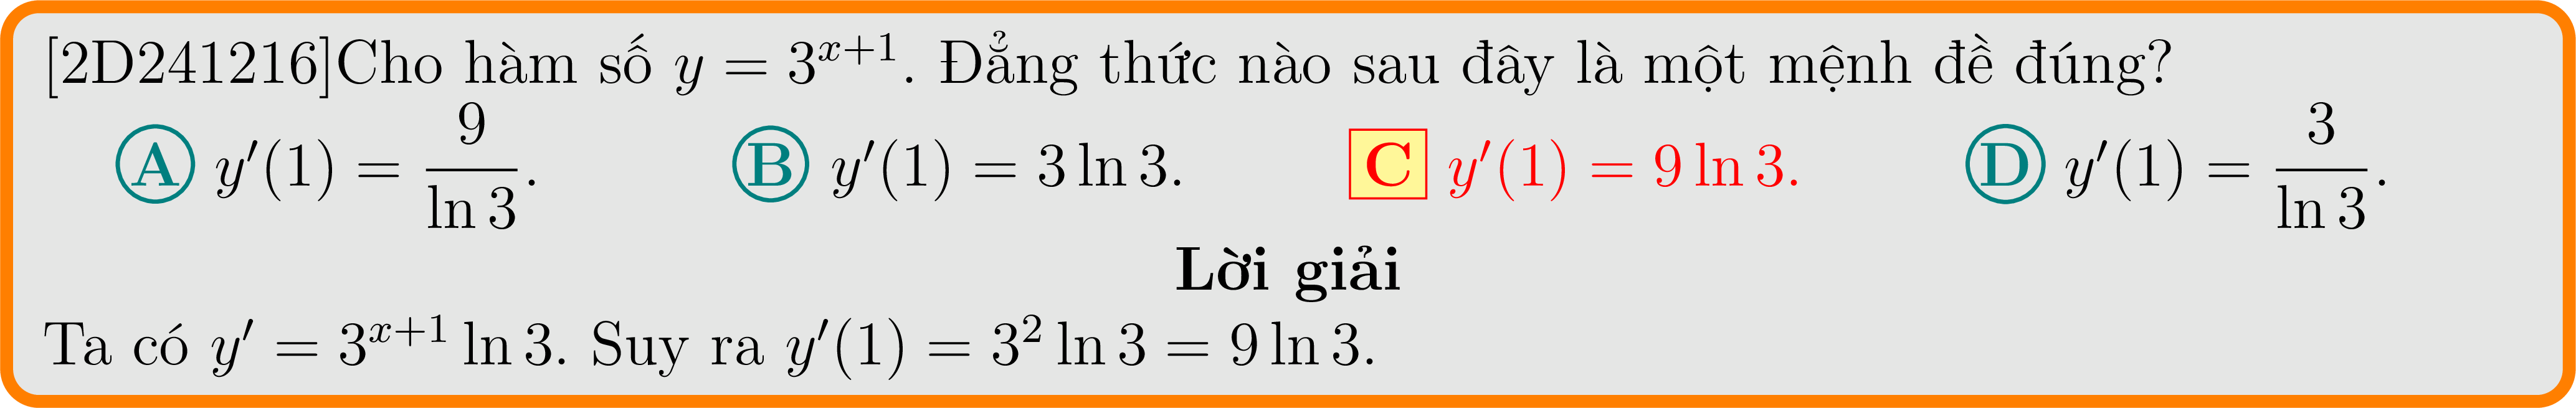 [2D241216]Cho hàm số y = 3^{x+1}. Đẳng thức nào sau đây là một mệnh đề đúng?
A y′(1) = \frac{9}{\ln 3}. B y′(1) = 3 ln 3. C y′(1) = 9 ln 3. D y′(1) = \frac{3}{\ln 3}.
Lời giải
Ta có y′ = 3^{x+1} ln 3. Suy ra y′(1) = 3^2 ln 3 = 9 ln 3.